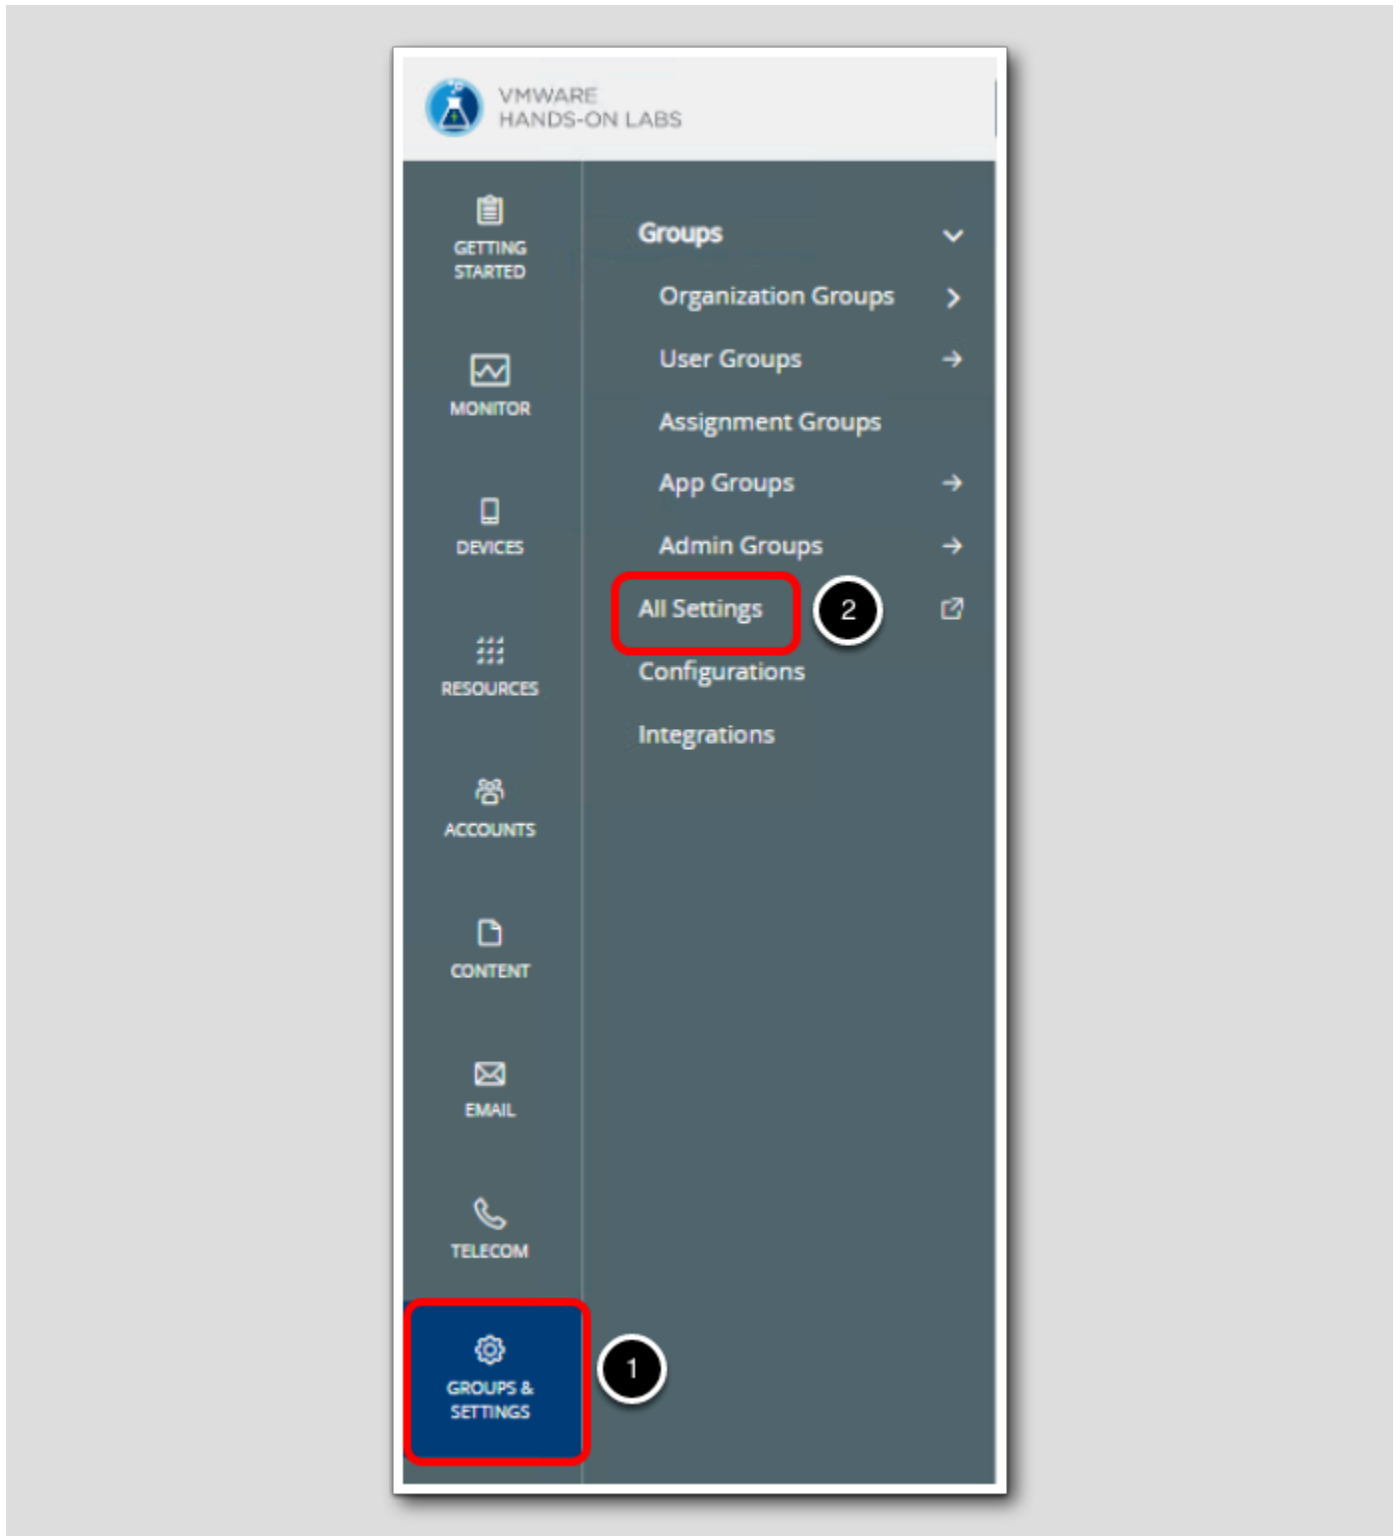 VMWARE
HANDS-ON LABS
GETTING
STARTED
MONITOR
DEVICES
RESOURCES
ACCOUNTS
CONTENT
EMAIL
TELECOM
GROUPS &
SETTINGS
1
Groups
Organization Groups
User Groups
Assignment Groups
App Groups
Admin Groups
All Settings
2
Configurations
Integrations